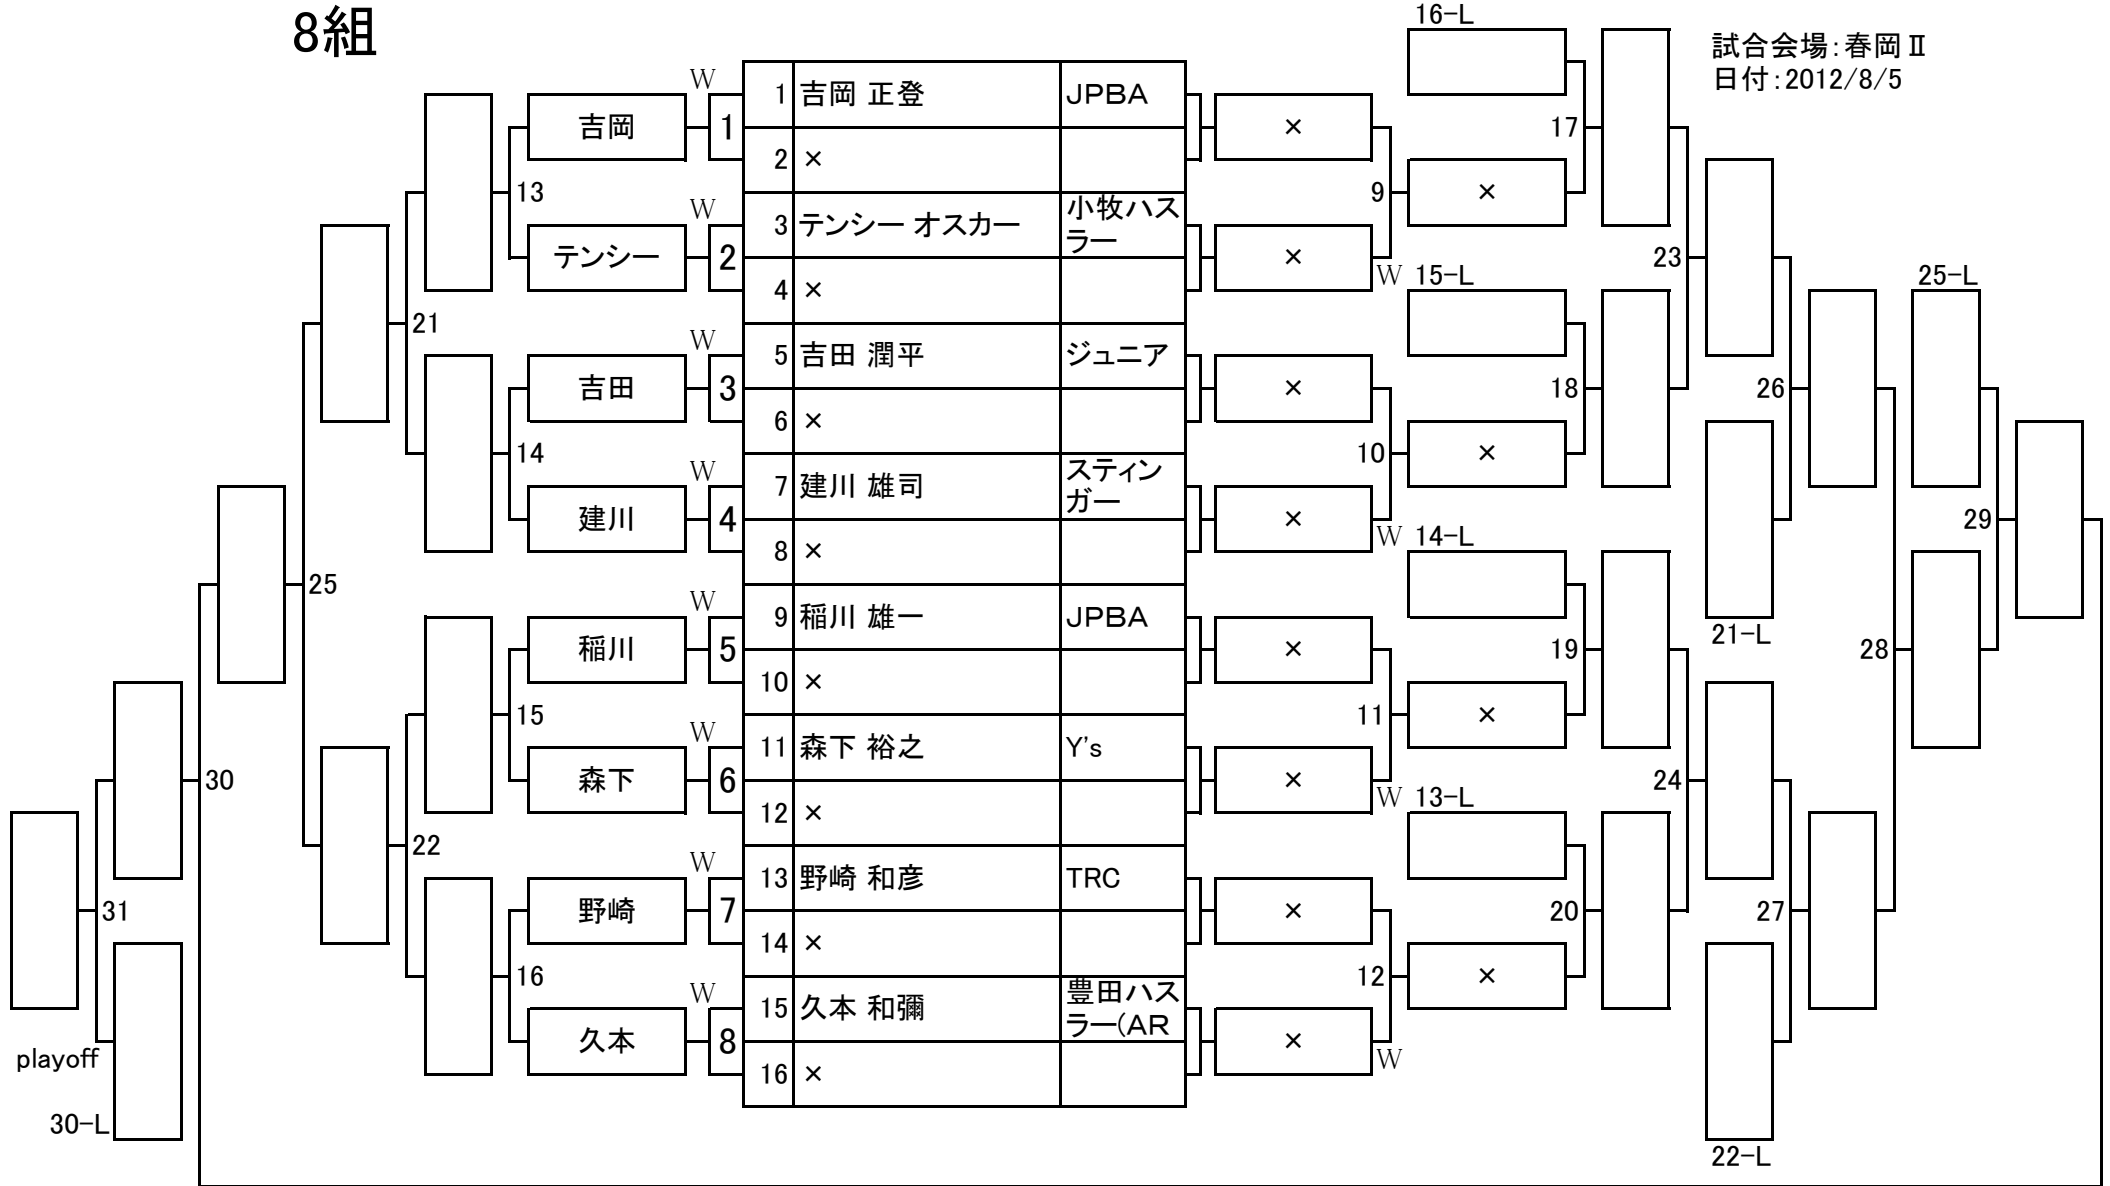 8組
16-L
試合会場：春岡Ⅱ
日付：2012/8/5
W
1 吉岡 正登 JPBA
吉岡 1
×
17
2 ×
13
9
×
W
3 テンシー オスカー 小牧ハス
ラー
テンシー 2
×
23
W 15-L
25-L
4 ×
21
W
5 吉田 潤平 ジュニア
吉田 3
×
18
26
6 ×
14
10
×
W
7 建川 雄司 スティン
ガー
建川 4
×
29
W 14-L
8 ×
25
W
9 稲川 雄一 JPBA
21-L
稲川 5
×
19
28
10 ×
15
11
×
W
11 森下 裕之 Y's
30
森下 6
×
24
W 13-L
12 ×
22
W
13 野崎 和彦 TRC
31
野崎 7
×
20
27
14 ×
16
12
×
W
15 久本 和彌 豊田ハス
ラー(AR
久本 8
×
playoff
W
16 ×
30-L
22-L